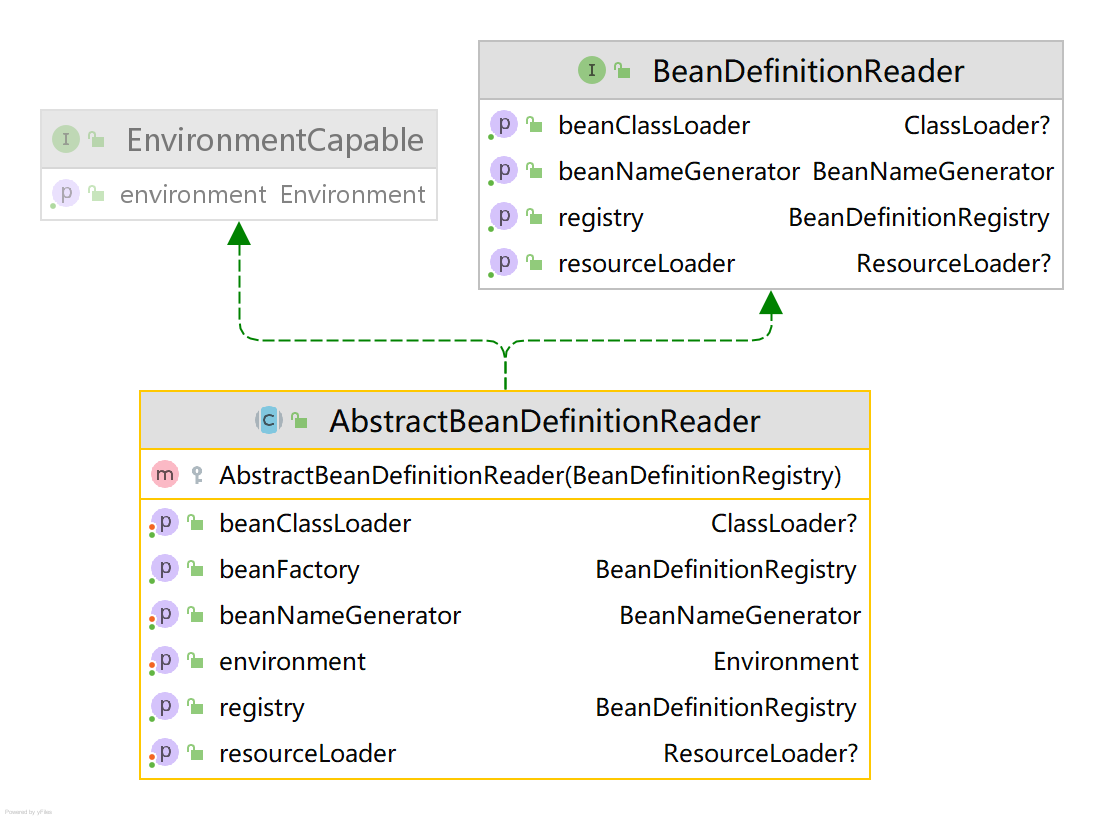 I BeanDefinitionReader
p beanClassLoader ClassLoader?
p beanNameGenerator BeanNameGenerator
p registry BeanDefinitionRegistry
p resourceLoader ResourceLoader?
I EnvironmentCapable
p environment Environment
C AbstractBeanDefinitionReader
m AbstractBeanDefinitionReader(BeanDefinitionRegistry)
p beanClassLoader ClassLoader?
p beanFactory BeanDefinitionRegistry
p beanNameGenerator BeanNameGenerator
p environment Environment
p registry BeanDefinitionRegistry
p resourceLoader ResourceLoader?
Powered by yFiles